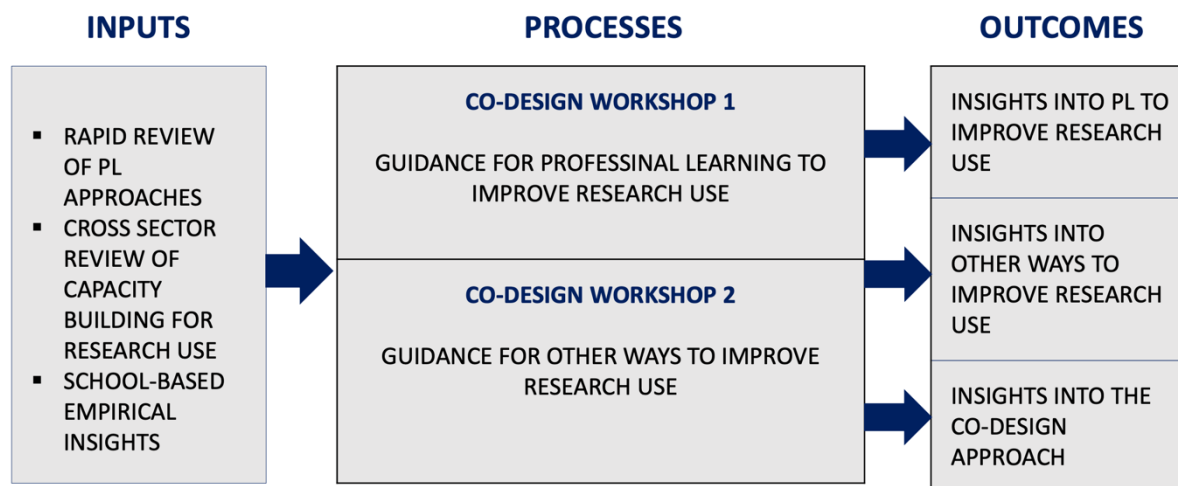 INPUTS
▪ RAPID REVIEW
OF PL
APPROACHES
▪ CROSS SECTOR
REVIEW OF
CAPACITY
BUILDING FOR
RESEARCH USE
▪ SCHOOL-BASED
EMPIRICAL
INSIGHTS
PROCESSES
CO-DESIGN WORKSHOP 1
GUIDANCE FOR PROFESSINAL LEARNING TO
IMPROVE RESEARCH USE
CO-DESIGN WORKSHOP 2
GUIDANCE FOR OTHER WAYS TO IMPROVE
RESEARCH USE
OUTCOMES
INSIGHTS INTO PL TO
IMPROVE RESEARCH
USE
INSIGHTS INTO
OTHER WAYS TO
IMPROVE RESEARCH
USE
INSIGHTS INTO THE
CO-DESIGN
APPROACH